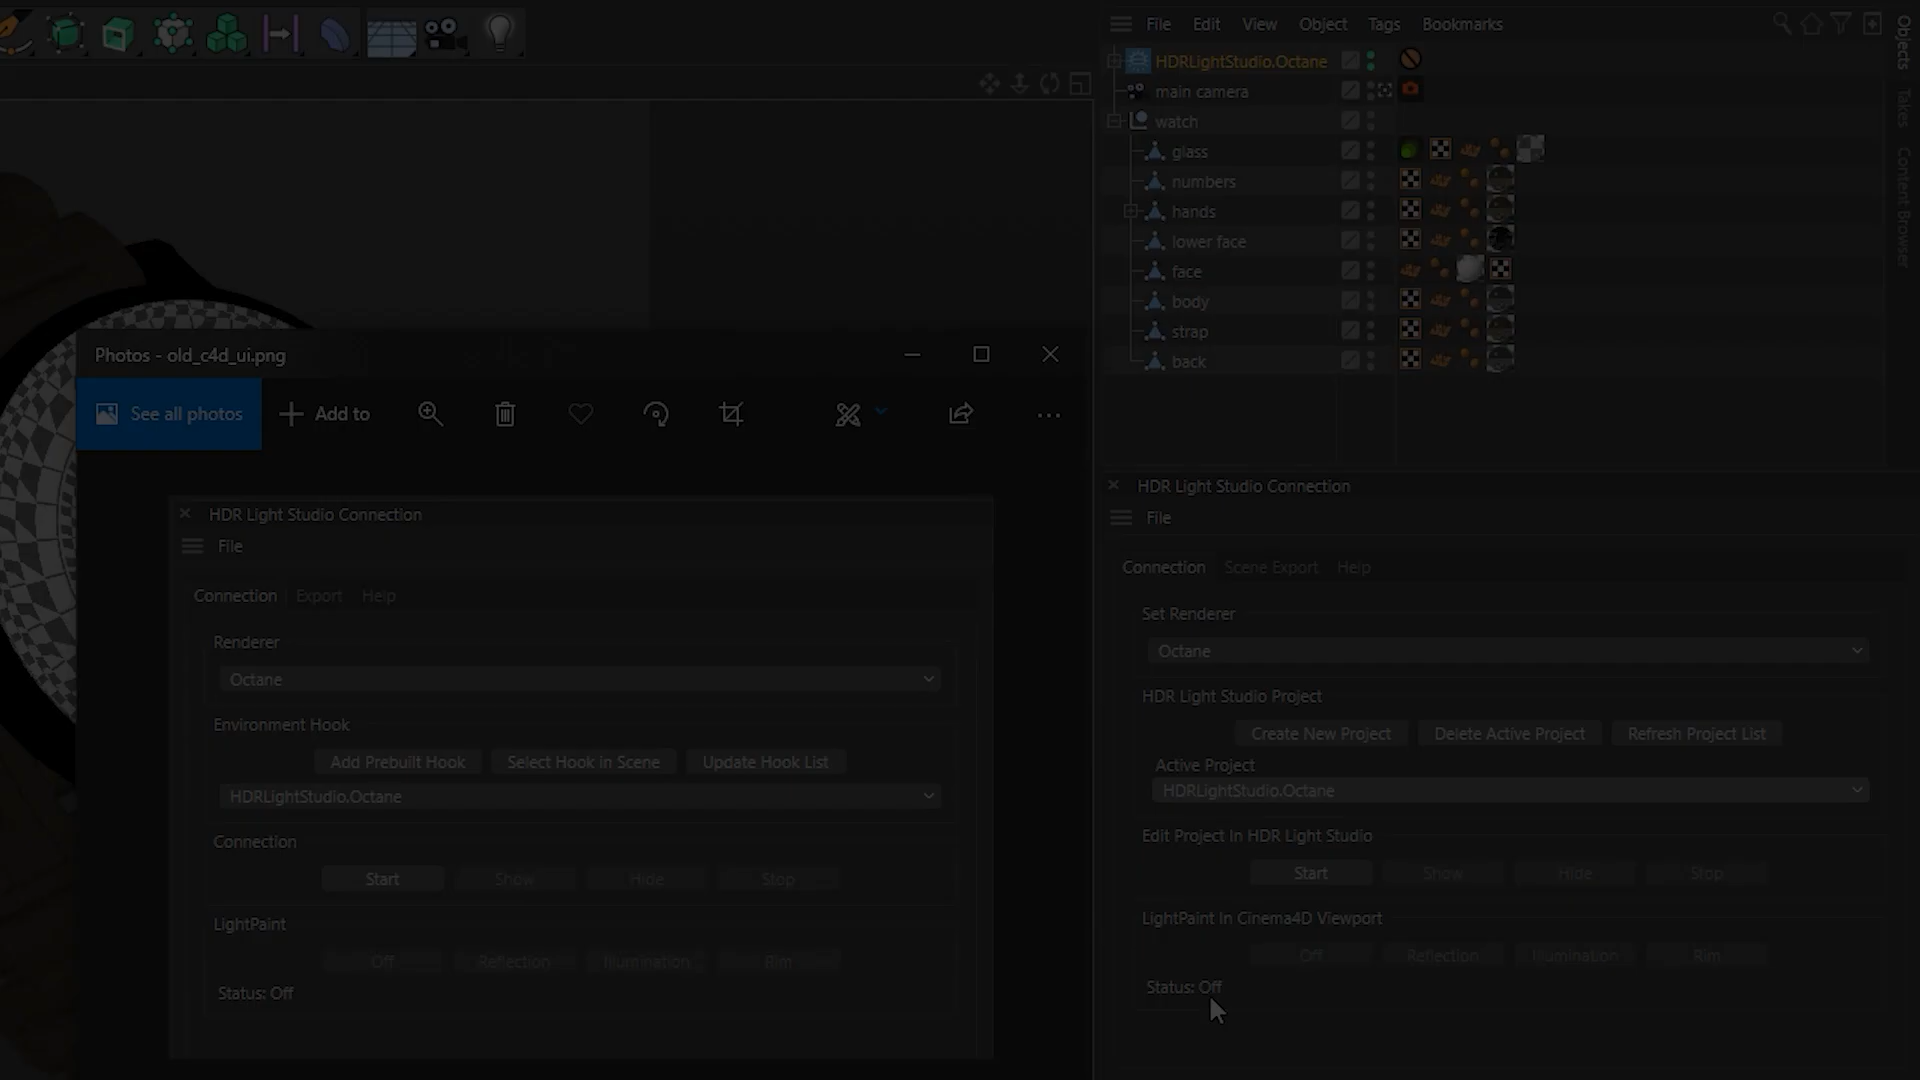 File Edit View Object Tags Bookmarks
Objects
Takes
Content Browser
HDRLightStudio.Octane
main camera
watch
glass
numbers
hands
lower face
face
body
strap
back
Photos - old_c4d_ui.png
See all photos
Add to
HDR Light Studio Connection
File
Connection Export Help
Renderer
Octane
Environment Hook
Add Prebuilt Hook Select Hook in Scene Update Hook List
HDRLightStudio.Octane
Connection
Start Show Hide Stop
LightPaint
Off Reflection Illumination Rim
Status: Off
HDR Light Studio Connection
File
Connection Scene Export Help
Set Renderer
Octane
HDR Light Studio Project
Create New Project Delete Active Project Refresh Project List
Active Project
HDRLightStudio.Octane
Edit Project In HDR Light Studio
Start Show Hide Stop
LightPaint In Cinema4D Viewport
Off Reflection Illumination Rim
Status: Off